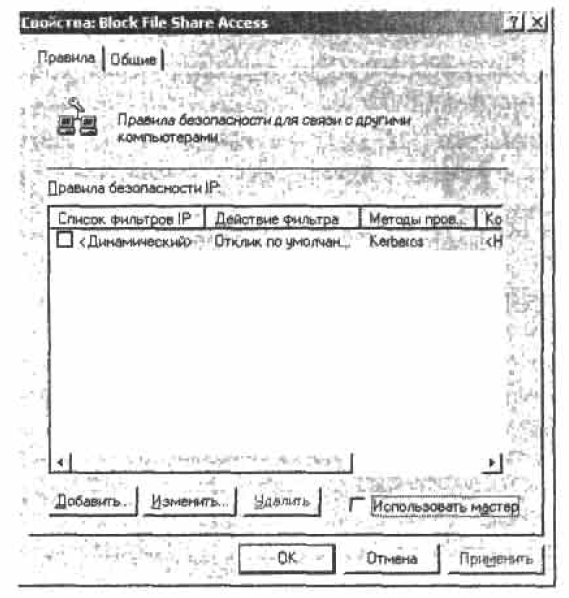 Свойства: Block File Share Access
Правила Общие
Правила безопасности для связи с другими
компьютерами
Правила безопасности IP:
Список фильтров IP Действие фильтра Методы пров... Ко
<Динамический> Отклик по умолчан... Kerberos <Н
Добавить... Изменить... Удалить Использовать мастер
ОК Отмена Применить